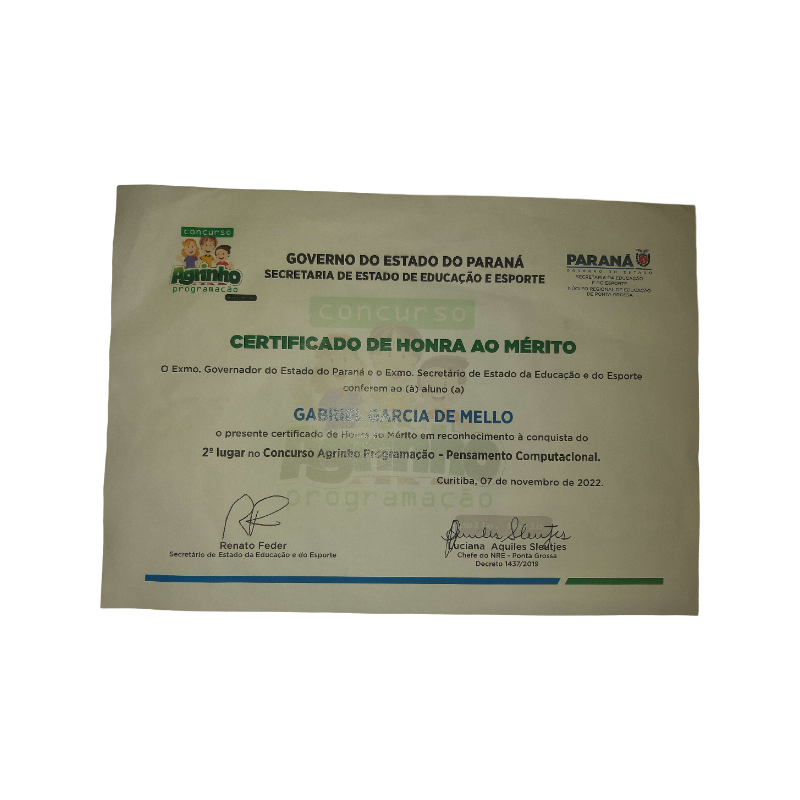 concurso
Agrinho
programação
GOVERNO DO ESTADO DO PARANÁ
SECRETARIA DE ESTADO DE EDUCAÇÃO E ESPORTE
PARANÁ
GOVERNO DO ESTADO
SECRETARIA DA EDUCAÇÃO
E DO ESPORTE
NÚCLEO REGIONAL DE EDUCAÇÃO
DE PONTA GROSSA
concurso
CERTIFICADO DE HONRA AO MÉRITO
O Exmo. Governador do Estado do Paraná e o Exmo. Secretário de Estado da Educação e do Esporte
conferem ao (à) aluno (a)
GABRIEL GARCIA DE MELLO
o presente certificado de Honra ao Mérito em reconhecimento à conquista do
2º lugar no Concurso Agrinho Programação - Pensamento Computacional.
Agrinho
programação
Curitiba, 07 de novembro de 2022.
Renato Feder
Secretário de Estado da Educação e do Esporte
Luciana Aquiles Sleutjes
Chefe do NRE - Ponta Grossa
Decreto 1437/2019